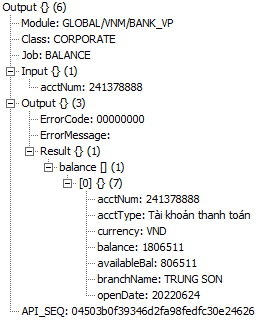 Output {} (6)
Module: GLOBAL/VNM/BANK_VP
Class: CORPORATE
Job: BALANCE
Input {} (1)
acctNum: 241378888
Output {} (3)
ErrorCode: 00000000
ErrorMessage:
Result {} (1)
balance [] (1)
[0] {} (7)
acctNum: 241378888
acctType: Tài khoản thanh toán
currency: VND
balance: 1806511
availableBal: 806511
branchName: TRUNG SON
openDate: 20220624
API_SEQ: 04503b0f39346d2fa98fedfc30e24626